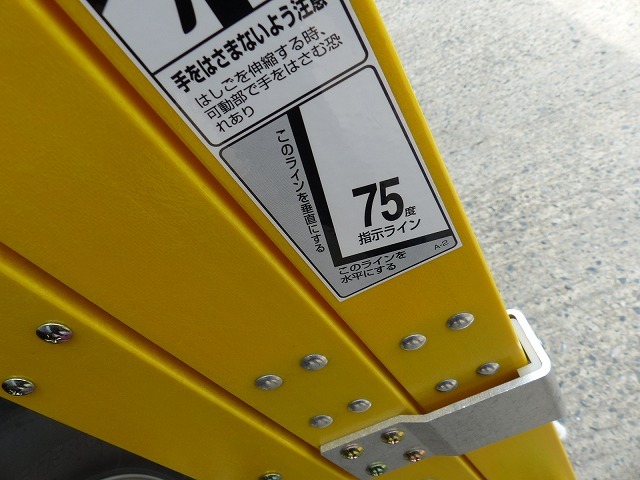 手をはさまないよう注意
はしごを伸縮する時、
可動部で手をはさむ恐
れあり
このラインを垂直にする
75度
指示ライン
A-2
このラインを
水平にする